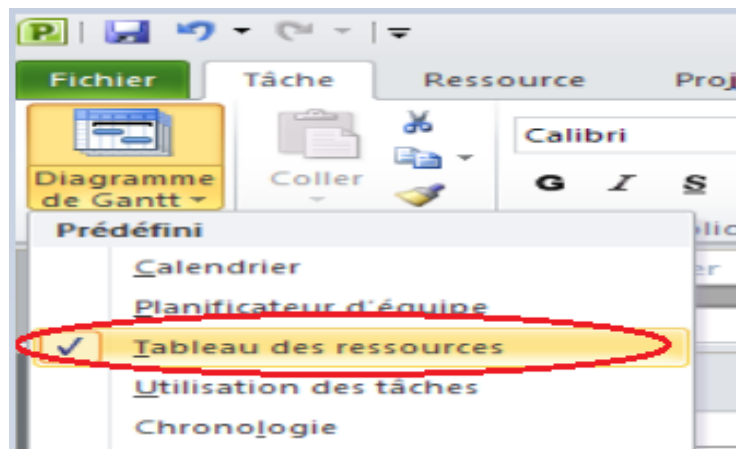 Fichier Tâche Ressource Proj
Calibri
Diagramme de Gantt
Coller
G I S
Prédéfini
Calendrier
Planificateur d'équipe
Tableau des ressources
Utilisation des tâches
Chronologie